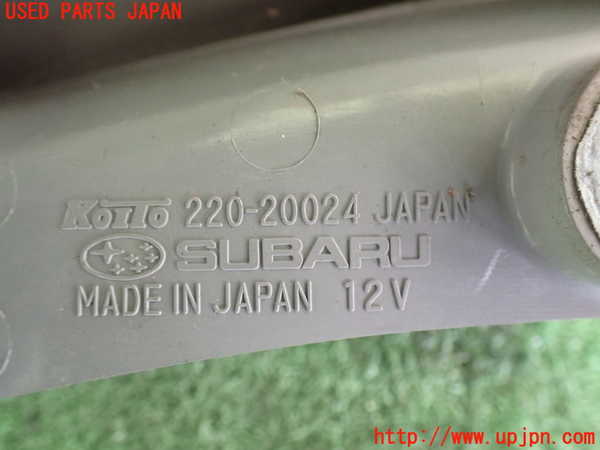 USED PARTS JAPAN
KOITO 220-20024 JAPAN
SUBARU
MADE IN JAPAN 12V
http://www.upjpn.com/